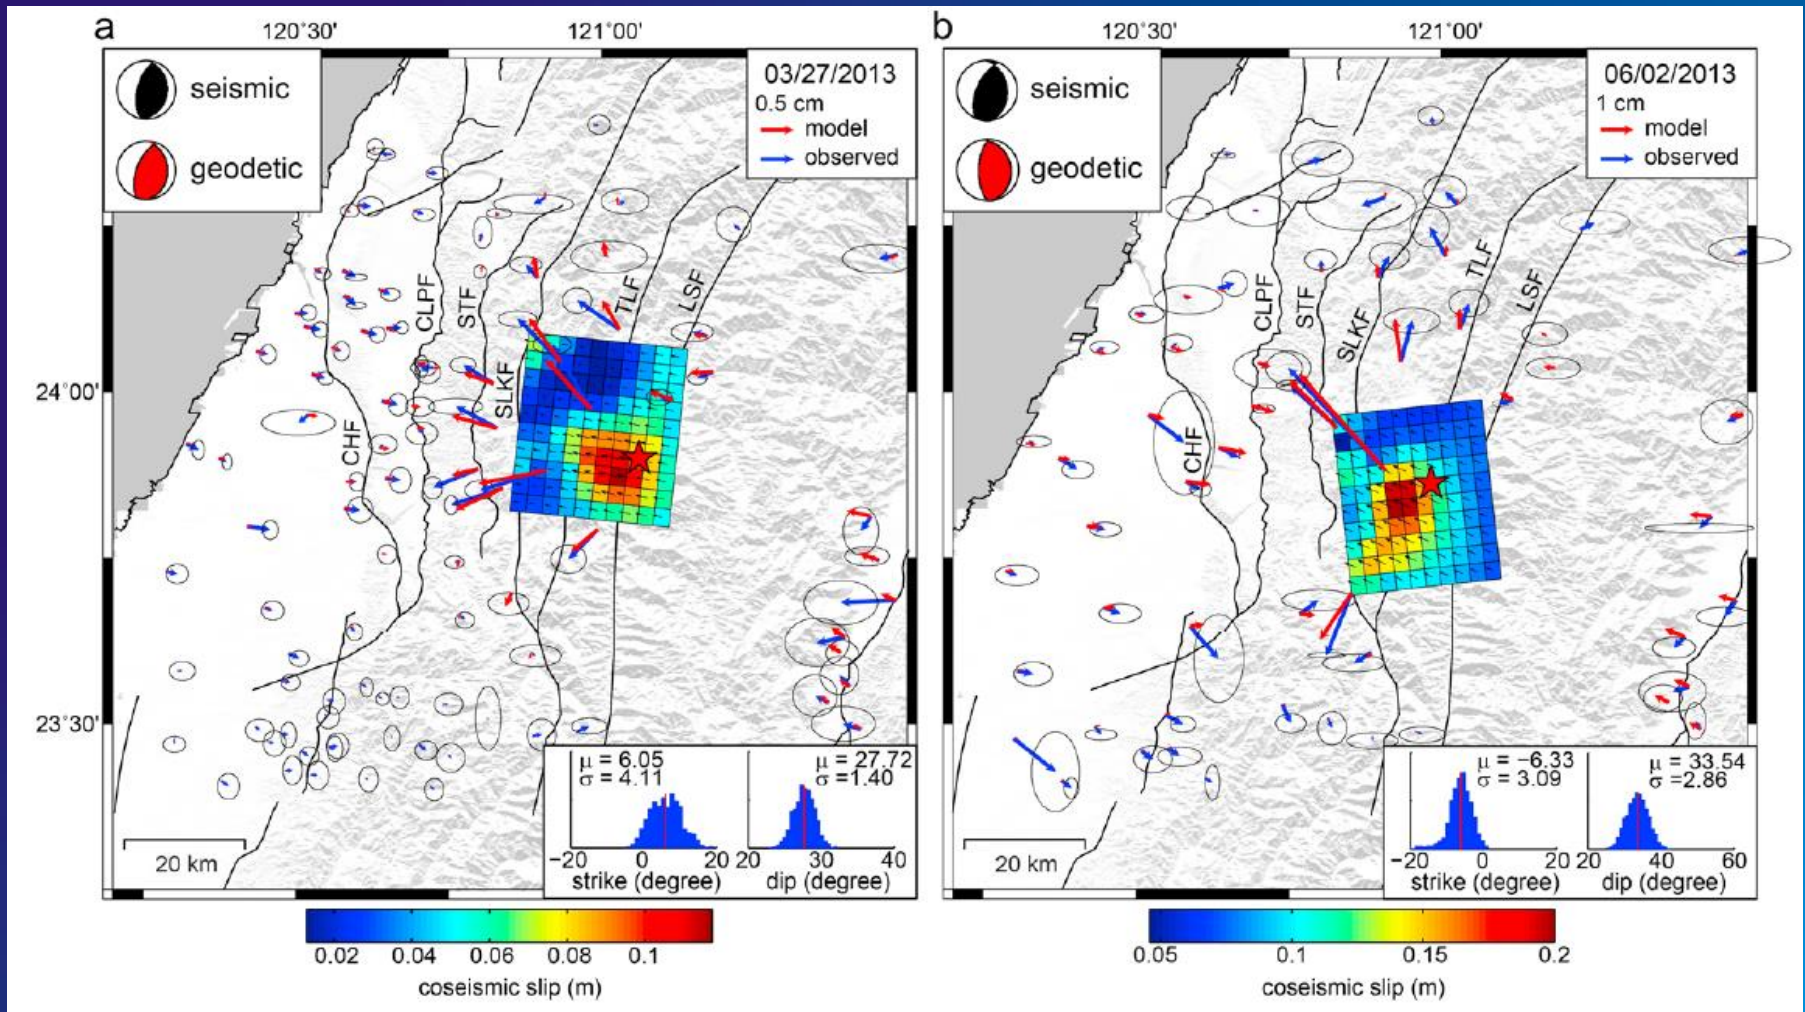 a
120°30'
121°00'
seismic
geodetic
03/27/2013
0.5 cm
model
observed
CLPF
STF
TLF
LSF
SLKF
CHF
24°00'
23°30'
20 km
μ = 6.05
σ = 4.11
μ = 27.72
σ =1.40
−20 0 20
strike (degree)
20 30 40
dip (degree)
0.02 0.04 0.06 0.08 0.1
coseismic slip (m)
b
120°30'
121°00'
seismic
geodetic
06/02/2013
1 cm
model
observed
CLPF
STF
TLF
LSF
SLKF
CHF
20 km
μ = −6.33
σ = 3.09
μ = 33.54
σ =2.86
−20 0 20
strike (degree)
20 40 60
dip (degree)
0.05 0.1 0.15 0.2
coseismic slip (m)